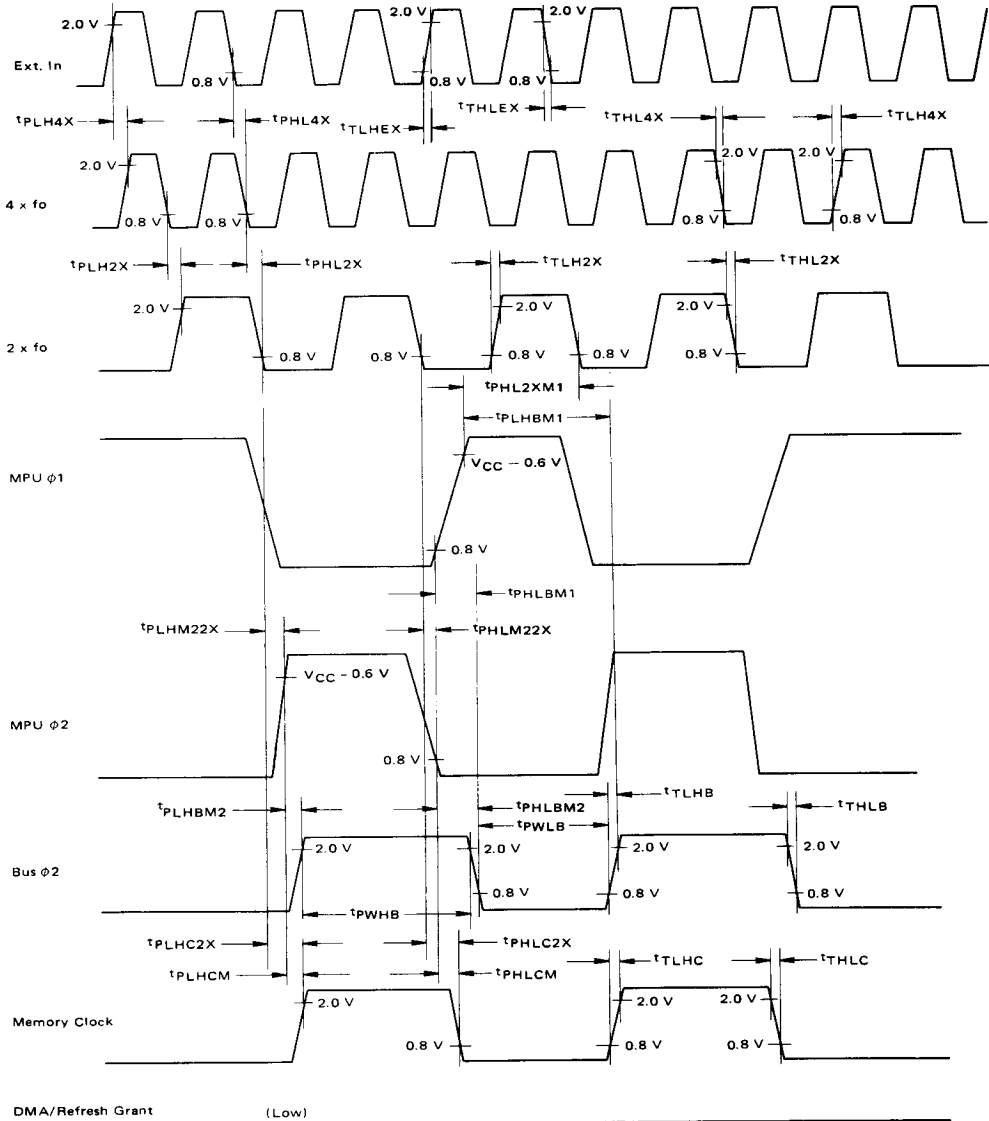 2.0 V
2.0 V
2.0 V
Ext. In
0.8 V
0.8 V
0.8 V
tPLH4X
tPHL4X
tTLHEX
tTHLEX
tTHL4X
tTLH4X
2.0 V
2.0 V
2.0 V
4 x fo
0.8 V
0.8 V
0.8 V
0.8 V
tPLH2X
tPHL2X
tTLH2X
tTHL2X
2.0 V
2.0 V
2.0 V
2 x fo
0.8 V
0.8 V
0.8 V
0.8 V
0.8 V
tPHL2XM1
tPLHBM1
MPU φ1
VCC – 0.6 V
0.8 V
tPHLBM1
tPLHM22X
tPHLM22X
VCC – 0.6 V
MPU φ2
0.8 V
tPLHBM2
tPHLBM2
tTLHB
tTHLB
tPWLB
2.0 V
2.0 V
2.0 V
2.0 V
Bus φ2
0.8 V
0.8 V
0.8 V
tPWHB
tPLHC2X
tPHLC2X
tPLHCM
tPHLCM
tTLHC
tTHLC
2.0 V
2.0 V
2.0 V
Memory Clock
0.8 V
0.8 V
0.8 V
DMA/Refresh Grant
(Low)